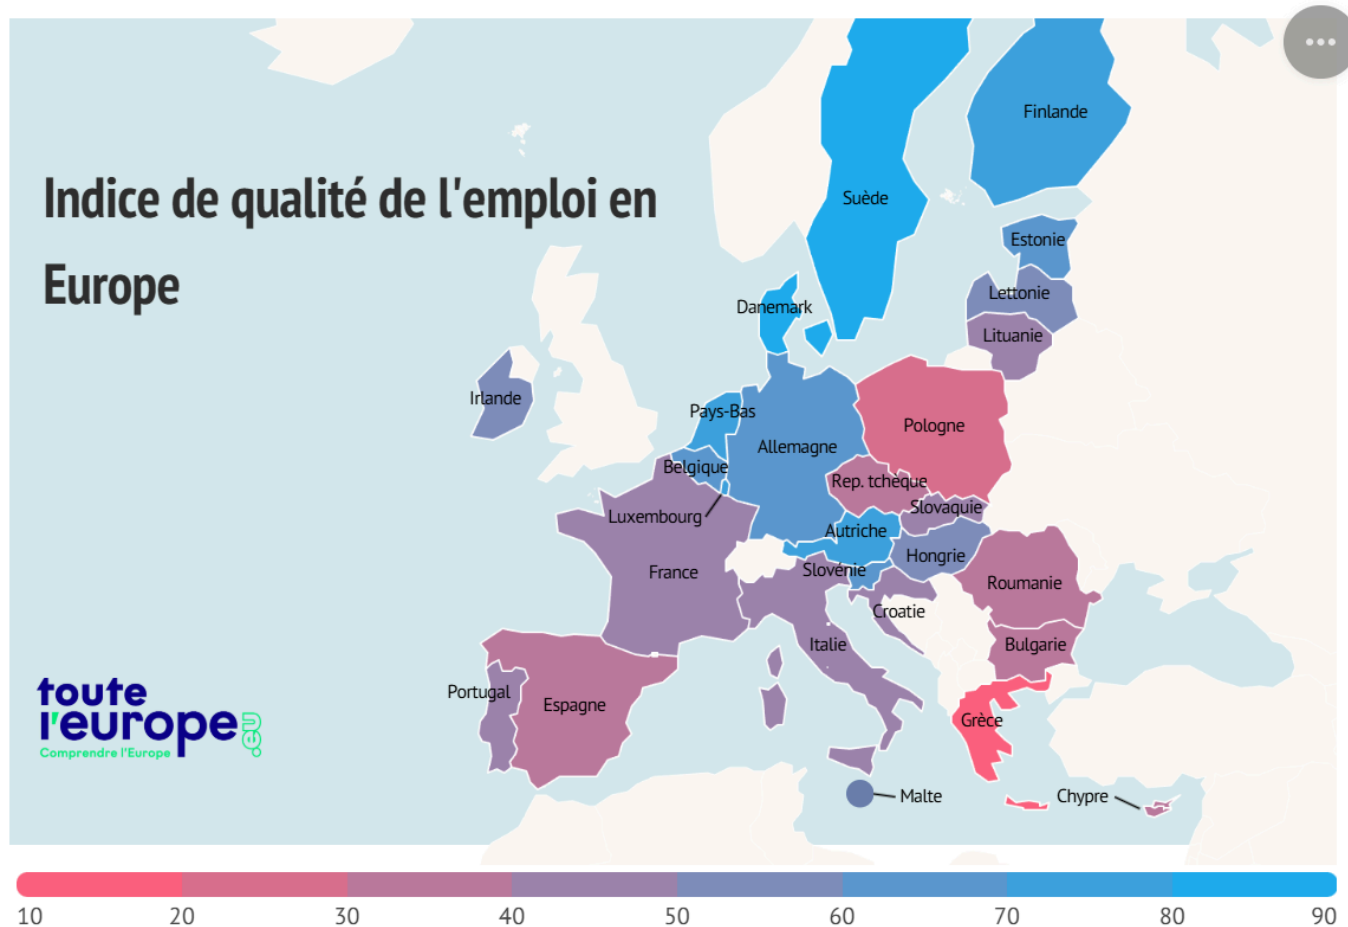 Indice de qualité de l'emploi en
Europe
Finlande
Suède
Estonie
Lettonie
Danemark
Lituanie
Irlande
Pays-Bas
Pologne
Allemagne
Belgique
Rep. tcheque
Slovaquie
Luxembourg
Autriche
Hongrie
France
Slovénie
Roumanie
Croatie
Italie
Bulgarie
Portugal
Espagne
Grèce
Malte
Chypre
toute
l'europe.eu
Comprendre l'Europe
10 20 30 40 50 60 70 80 90